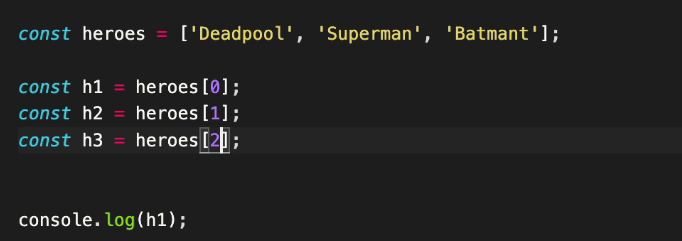 const heroes = ['Deadpool', 'Superman', 'Batmant'];
const h1 = heroes[0];
const h2 = heroes[1];
const h3 = heroes[2];
console.log(h1);